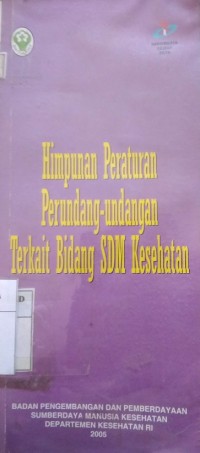 Himpunan Peraturan
Perundang-undangan
Terkait Bidang SDM Kesehatan
BADAN PENGEMBANGAN DAN PEMBERDAYAAN
SUMBERDAYA MANUSIA KESEHATAN
DEPARTEMEN KESEHATAN RI
2005